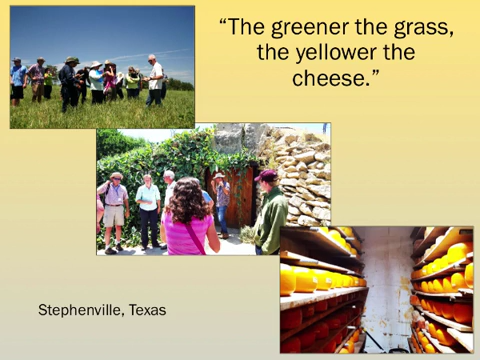 “The greener the grass,
the yellower the
cheese.”
Stephenville, Texas